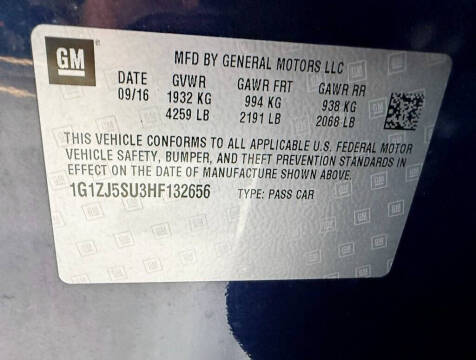 GM
MFD BY GENERAL MOTORS LLC
DATE GVWR GAWR FRT GAWR RR
09/16 1932 KG 994 KG 938 KG
4259 LB 2191 LB 2068 LB
THIS VEHICLE CONFORMS TO ALL APPLICABLE U.S. FEDERAL MOTOR
VEHICLE SAFETY, BUMPER, AND THEFT PREVENTION STANDARDS IN
EFFECT ON THE DATE OF MANUFACTURE SHOWN ABOVE.
1G1ZJ5SU3HF132656 TYPE: PASS CAR